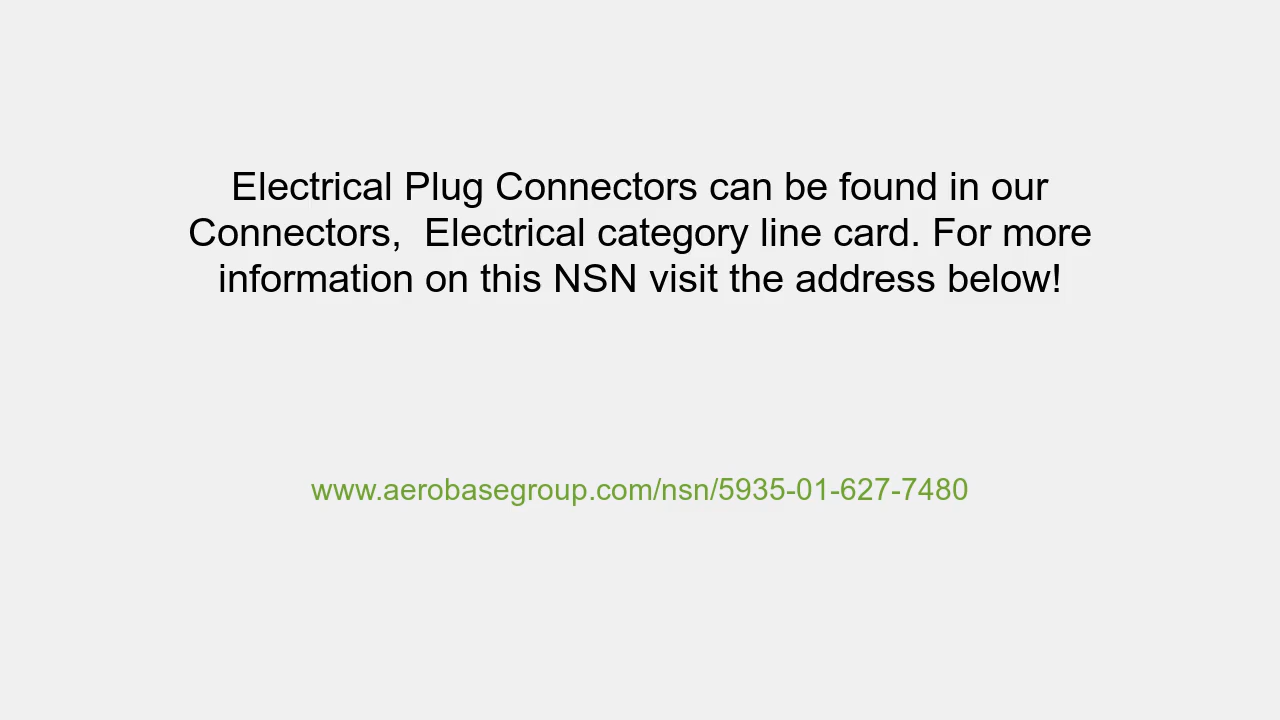 Electrical Plug Connectors can be found in our
Connectors,  Electrical category line card. For more
information on this NSN visit the address below!
www.aerobasegroup.com/nsn/5935-01-627-7480